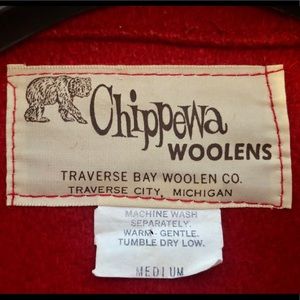 Chippewa
WOOLENS
TRAVERSE BAY WOOLEN CO.
TRAVERSE CITY, MICHIGAN
MACHINE WASH
SEPARATELY.
WARM - GENTLE.
TUMBLE DRY LOW.
MEDIUM